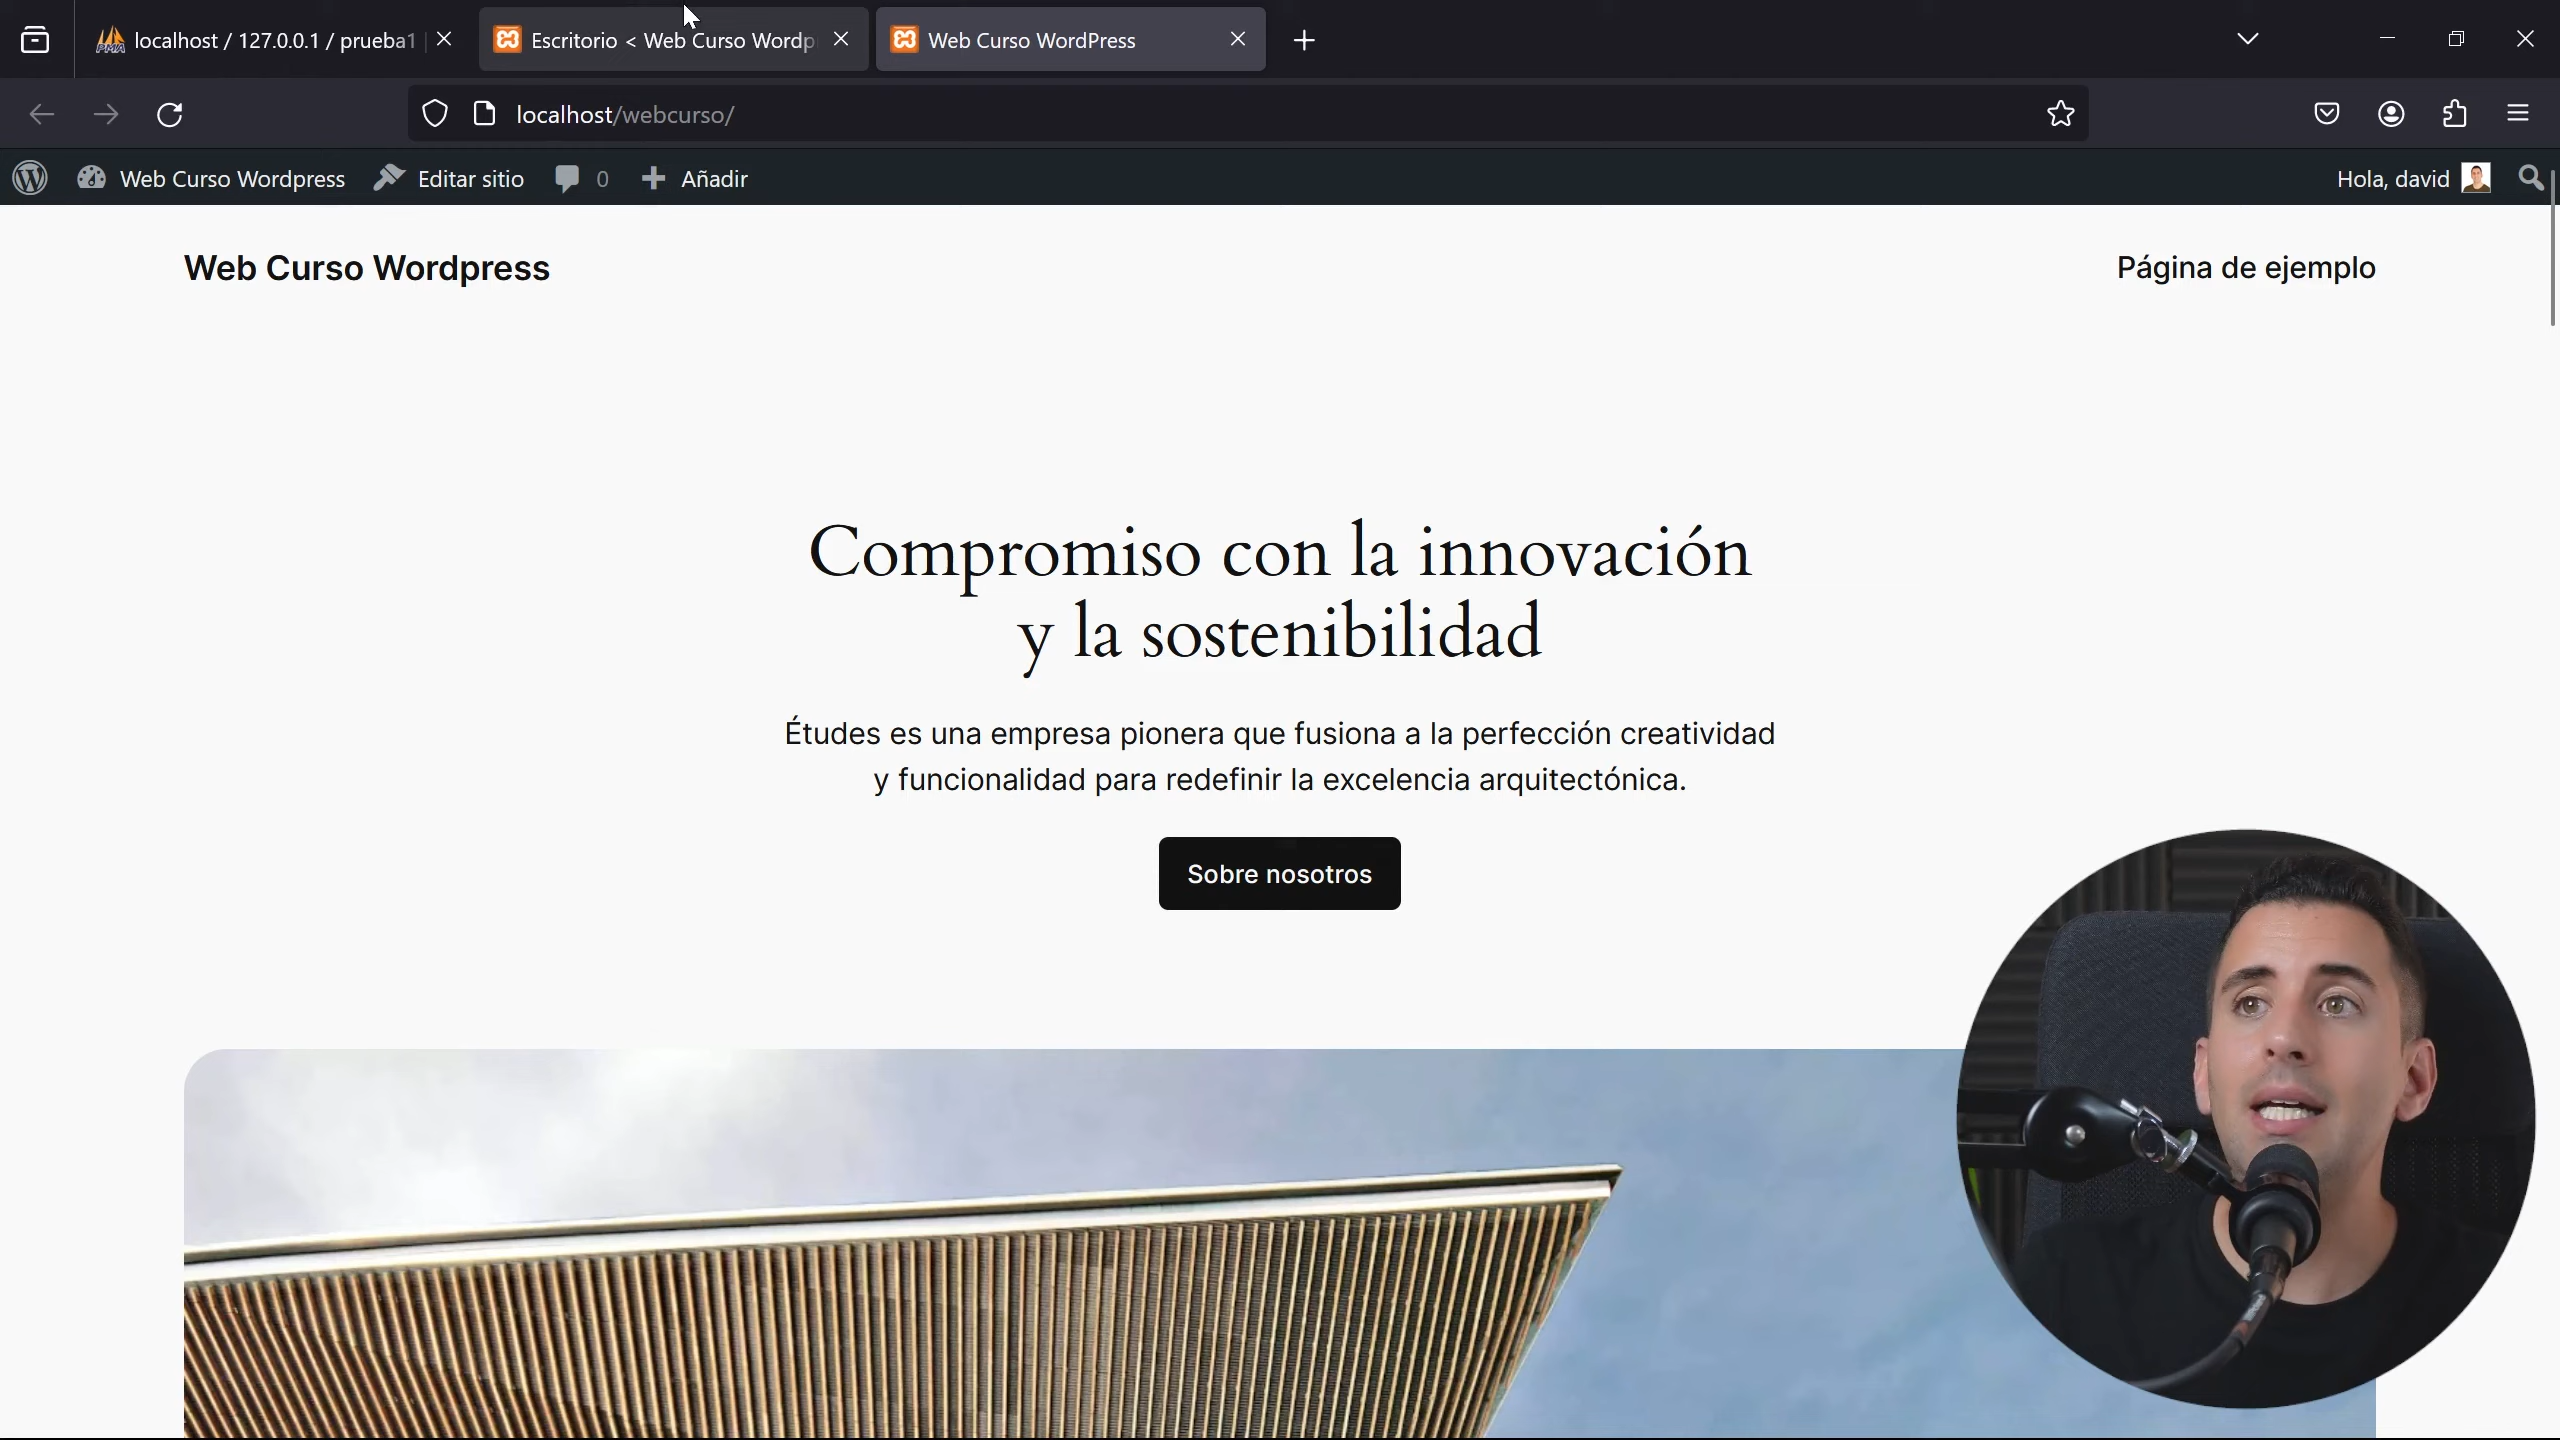 localhost / 127.0.0.1 / prueba1
Escritorio < Web Curso Wordp
Web Curso WordPress
localhost/webcurso/
Web Curso Wordpress
Editar sitio
0
Añadir
Hola, david
Web Curso Wordpress
Página de ejemplo
Compromiso con la innovación
y la sostenibilidad
Études es una empresa pionera que fusiona a la perfección creatividad
y funcionalidad para redefinir la excelencia arquitectónica.
Sobre nosotros